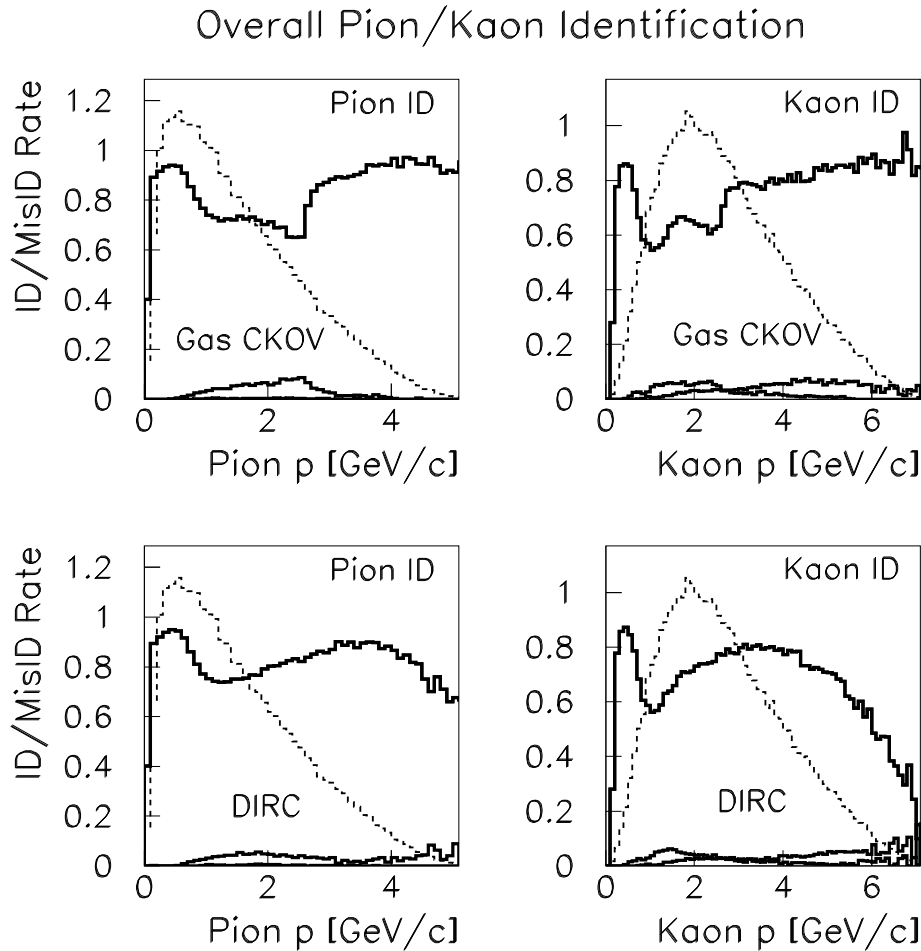 Overall Pion/Kaon Identification
ID/MisID Rate
1.2
1
0.8
0.6
0.4
0.2
0
Pion ID
Gas CKOV
0 2 4
Pion p [GeV/c]
1
0.8
0.6
0.4
0.2
0
Kaon ID
Gas CKOV
0 2 4 6
Kaon p [GeV/c]
ID/MisID Rate
1.2
1
0.8
0.6
0.4
0.2
0
Pion ID
DIRC
0 2 4
Pion p [GeV/c]
1
0.8
0.6
0.4
0.2
0
Kaon ID
DIRC
0 2 4 6
Kaon p [GeV/c]